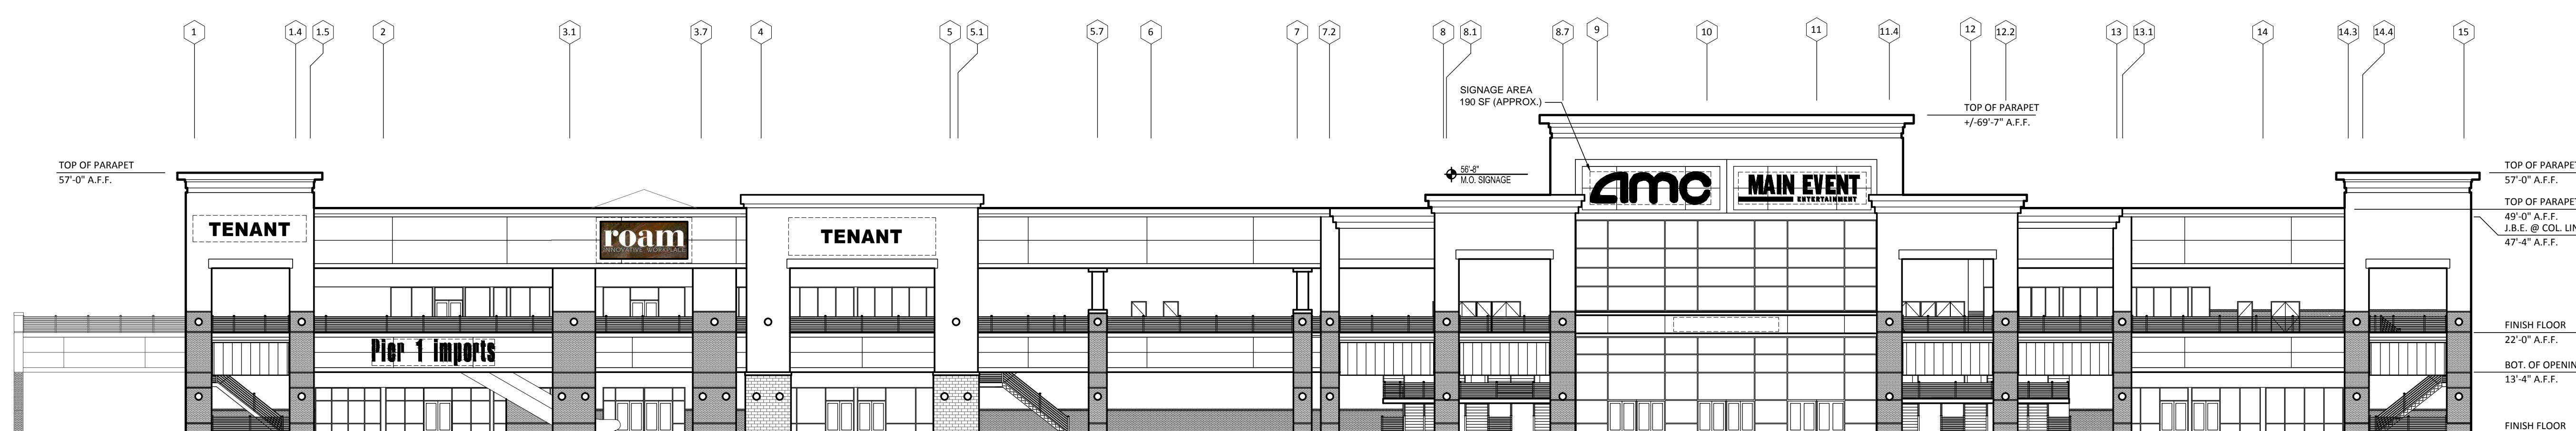 1 1.4 1.5 2 3.1 3.7 4 5 5.1 5.7 6 7 7.2 8 8.1 8.7 9 10 11 11.4 12 12.2 13 13.1 14 14.3 14.4 15
SIGNAGE AREA
190 SF (APPROX.)
TOP OF PARAPET
+/-69'-7" A.F.F.
TOP OF PARAPET
57'-0" A.F.F.
56'-8"
M.O. SIGNAGE
TOP OF PARAPET
57'-0" A.F.F.
TOP OF PARAPET
49'-0" A.F.F.
J.B.E. @ COL. LIN
47'-4" A.F.F.
amc
MAIN EVENT
ENTERTAINMENT
TENANT
roam
INNOVATIVE WORKPLACE
TENANT
Pier 1 imports
FINISH FLOOR
22'-0" A.F.F.
BOT. OF OPENIN
13'-4" A.F.F.
FINISH FLOOR